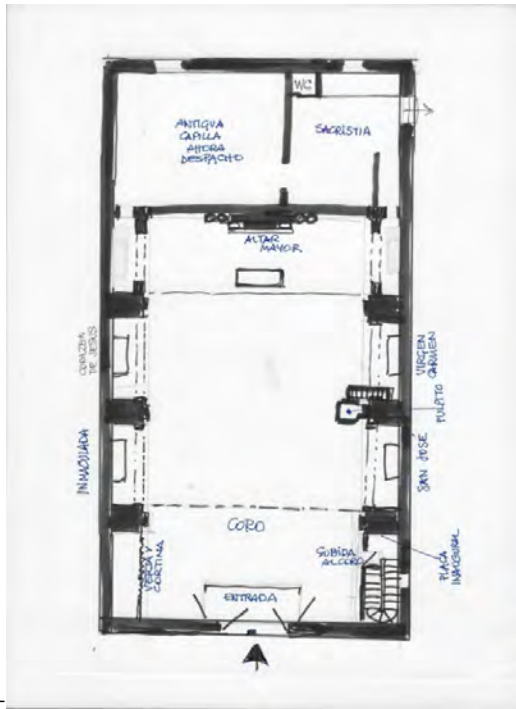 WC
ANTIGUA
CAPILLA
AHORA
DESPACHO
SACRISTIA
ALTAR
MAYOR
CORAZON
DE JESUS
VIRGEN
CARMEN
PULPITO
INMACULADA
SAN JOSE
CORO
VERJA Y
CORTINA
SUBIDA
AL CORO
PLACA
INAUGURAL
ENTRADA